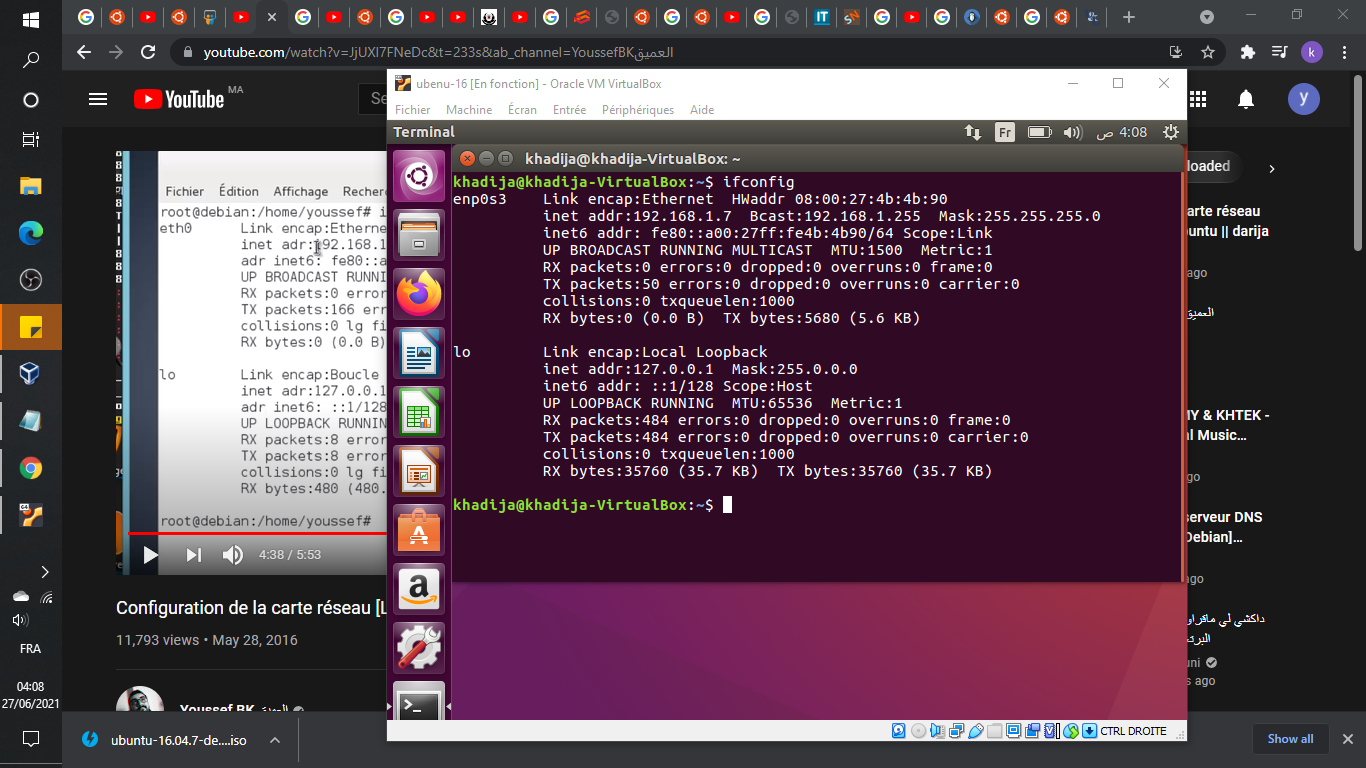 youtube.com/watch?v=JjUXl7FNeDc&t=233s&ab_channel=YoussefBKالعميق
k
YouTube
MA
Se
y
ubenu-16 [En fonction] - Oracle VM VirtualBox
Fichier Machine Écran Entrée Périphériques Aide
Terminal
Fr
4:08 ص
khadija@khadija-VirtualBox: ~
khadija@khadija-VirtualBox:~$ ifconfig
enp0s3 Link encap:Ethernet HWaddr 08:00:27:4b:4b:90
inet addr:192.168.1.7 Bcast:192.168.1.255 Mask:255.255.255.0
inet6 addr: fe80::a00:27ff:fe4b:4b90/64 Scope:Link
UP BROADCAST RUNNING MULTICAST MTU:1500 Metric:1
RX packets:0 errors:0 dropped:0 overruns:0 frame:0
TX packets:50 errors:0 dropped:0 overruns:0 carrier:0
collisions:0 txqueuelen:1000
RX bytes:0 (0.0 B) TX bytes:5680 (5.6 KB)
lo Link encap:Local Loopback
inet addr:127.0.0.1 Mask:255.0.0.0
inet6 addr: ::1/128 Scope:Host
UP LOOPBACK RUNNING MTU:65536 Metric:1
RX packets:484 errors:0 dropped:0 overruns:0 frame:0
TX packets:484 errors:0 dropped:0 overruns:0 carrier:0
collisions:0 txqueuelen:1000
RX bytes:35760 (35.7 KB) TX bytes:35760 (35.7 KB)
khadija@khadija-VirtualBox:~$
CTRL DROITE
Fichier Édition Affichage Recher
root@debian:/home/youssef# i
eth0 Link encap:Etherne
inet adr:192.168.1
adr inet6: fe80::a
UP BROADCAST RUNNI
RX packets:0 error
TX packets:166 err
collisions:0 lg fi
RX bytes:0 (0.0 B)
lo Link encap:Boucle
inet adr:127.0.0.1
adr inet6: ::1/128
UP LOOPBACK RUNNIN
RX packets:8 error
TX packets:8 error
collisions:0 lg fi
RX bytes:480 (480.
root@debian:/home/youssef#
4:38 / 5:53
Configuration de la carte réseau [L
11,793 views • May 28, 2016
Youssef BK العميق
loaded
rte réseau
buntu || darija
ago
العميق
MY & KHTEK -
al Music…
ago
serveur DNS
Debian]…
ago
داكشي لي ماقراو
البرت
uni
s ago
FRA
04:08
27/06/2021
ubuntu-16.04.7-de....iso
Show all